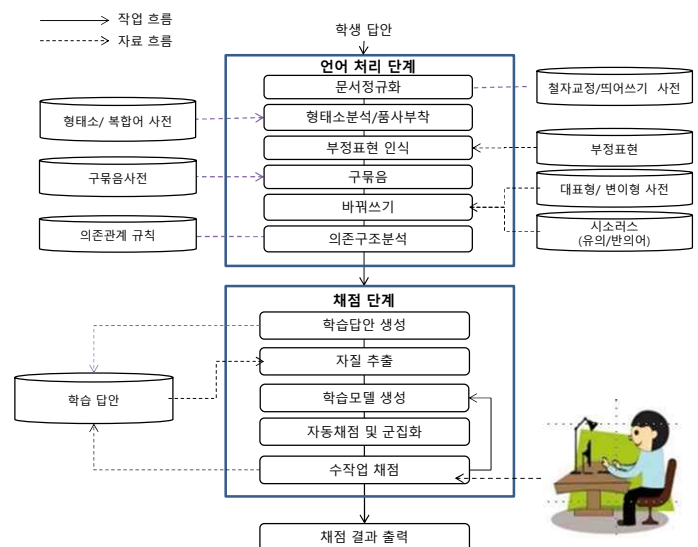 작업 흐름
자료 흐름
학생 답안
언어 처리 단계
문서정규화
철자교정/띄어쓰기 사전
형태소/ 복합어 사전
형태소분석/품사부착
부정표현 인식
부정표현
구묶음사전
구묶음
대표형/ 변이형 사전
바꿔쓰기
의존관계 규칙
의존구조분석
시소러스
(유의/반의어)
채점 단계
학습답안 생성
자질 추출
학습 답안
학습모델 생성
자동채점 및 군집화
수작업 채점
채점 결과 출력